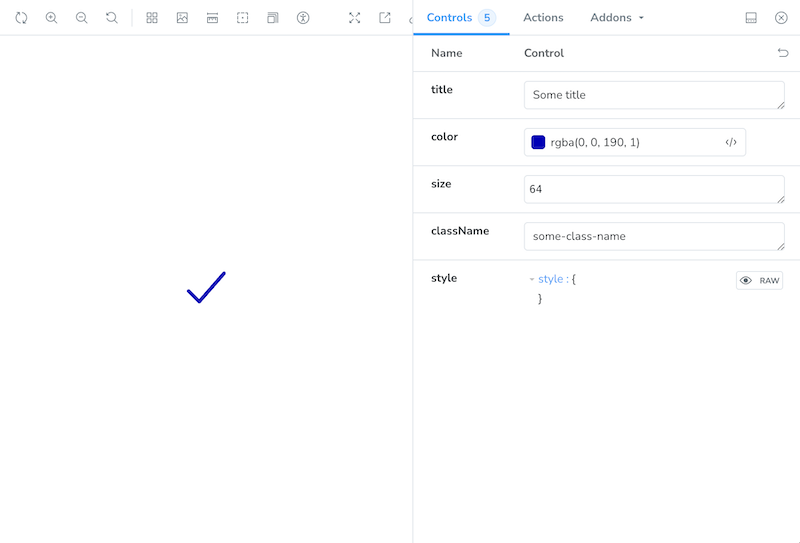 Controls 5 Actions Addons
Name Control
title Some title
color rgba(0, 0, 190, 1)
size 64
className some-class-name
style style : {
RAW
}